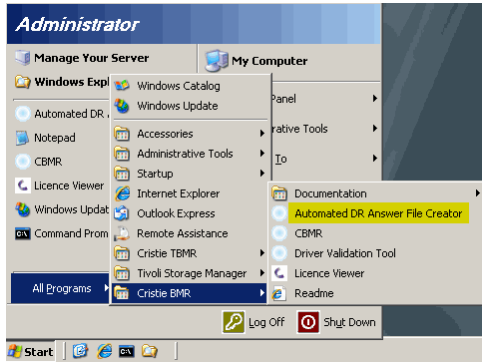 Administrator
Manage Your Server
My Computer
Windows Expl
Windows Catalog
Windows Update
Panel
Automated DR
Accessories
rative Tools
Notepad
Administrative Tools
CBMR
Startup
To
Licence Viewer
Internet Explorer
Documentation
Windows Updat
Outlook Express
Automated DR Answer File Creator
Command Prom
Remote Assistance
CBMR
Cristie TBMR
Driver Validation Tool
All Programs
Tivoli Storage Manager
Licence Viewer
Cristie BMR
Readme
Log Off
Shut Down
Start